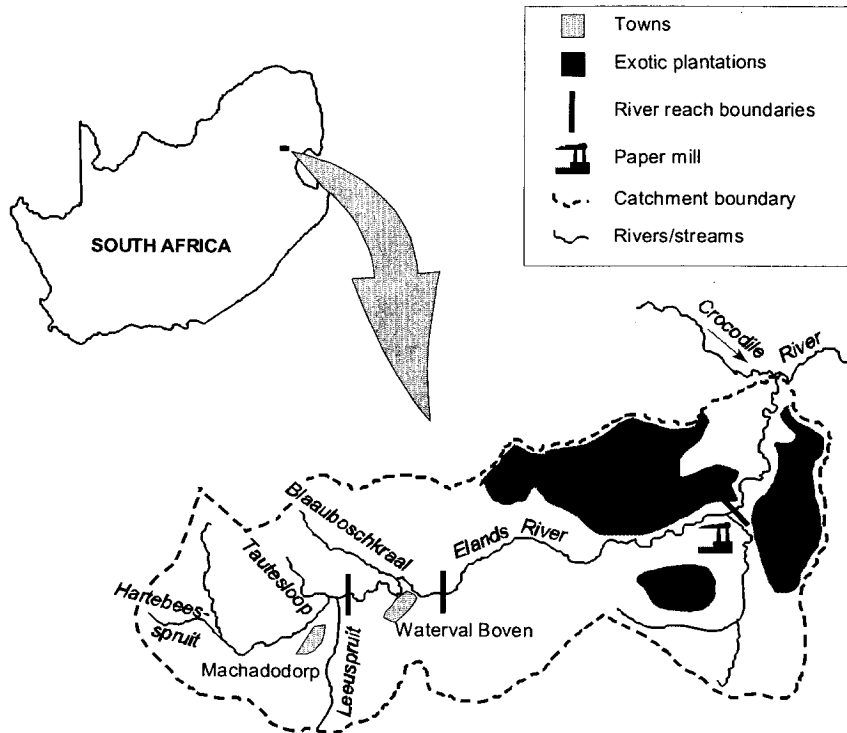 Towns
Exotic plantations
River reach boundaries
Paper mill
Catchment boundary
Rivers/streams
SOUTH AFRICA
Crocodile River
Blaauboschkraal
Elands River
Tautesloop
Hartebees-
spruit
Waterval Boven
Machadodorp
Leeuspruit